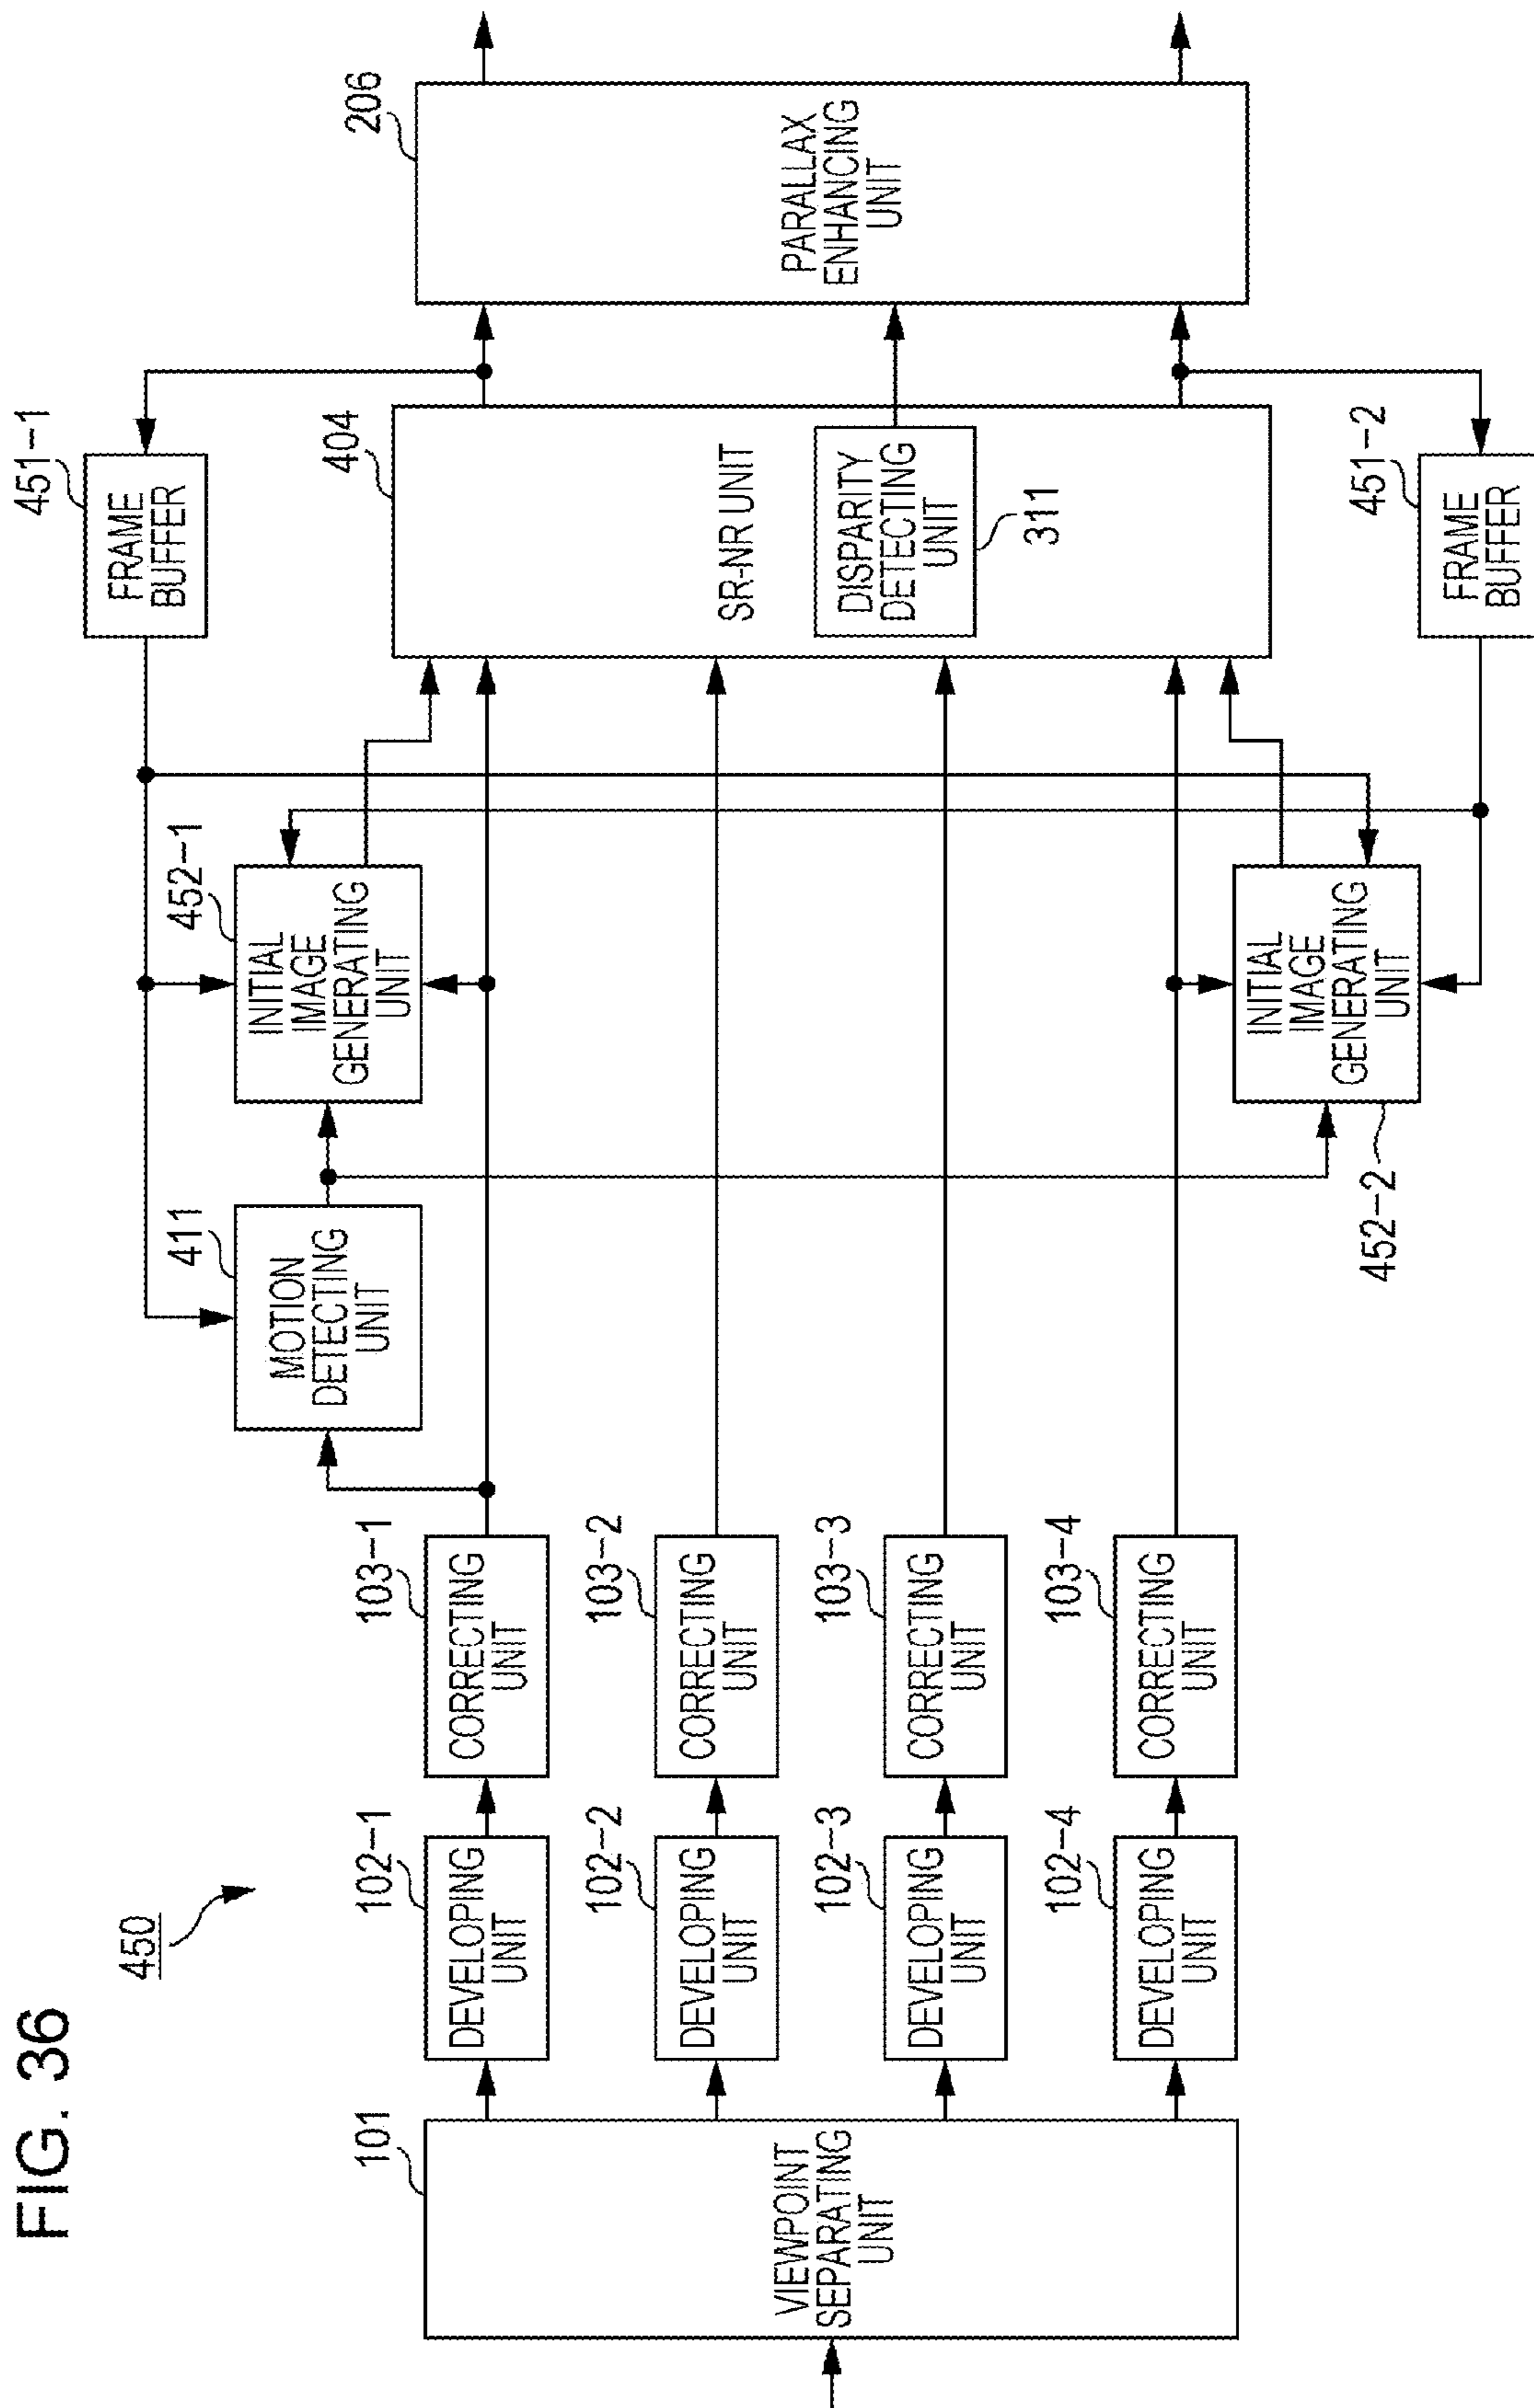 FIG. 36
450
101
VIEWPOINT
SEPARATING
UNIT
102-1
DEVELOPING
UNIT
102-2
DEVELOPING
UNIT
102-3
DEVELOPING
UNIT
102-4
DEVELOPING
UNIT
103-1
CORRECTING
UNIT
103-2
CORRECTING
UNIT
103-3
CORRECTING
UNIT
103-4
CORRECTING
UNIT
411
MOTION
DETECTING
UNIT
452-1
INITIAL
IMAGE
GENERATING
UNIT
INITIAL
IMAGE
GENERATING
UNIT
452-2
451-1
FRAME
BUFFER
404
SR-NR UNIT
DISPARITY
DETECTING
UNIT
311
451-2
FRAME
BUFFER
206
PARALLAX
ENHANCING
UNIT